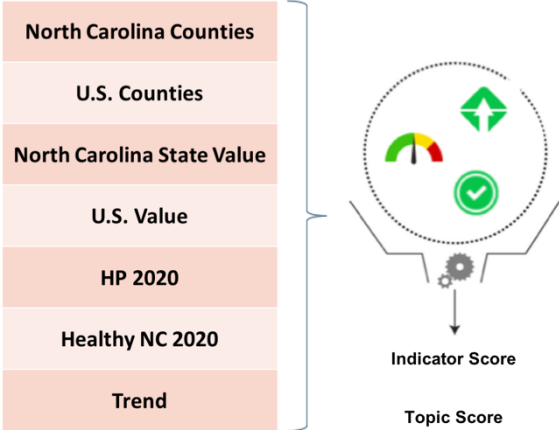 North Carolina Counties
U.S. Counties
North Carolina State Value
U.S. Value
HP 2020
Healthy NC 2020
Trend
Indicator Score
Topic Score